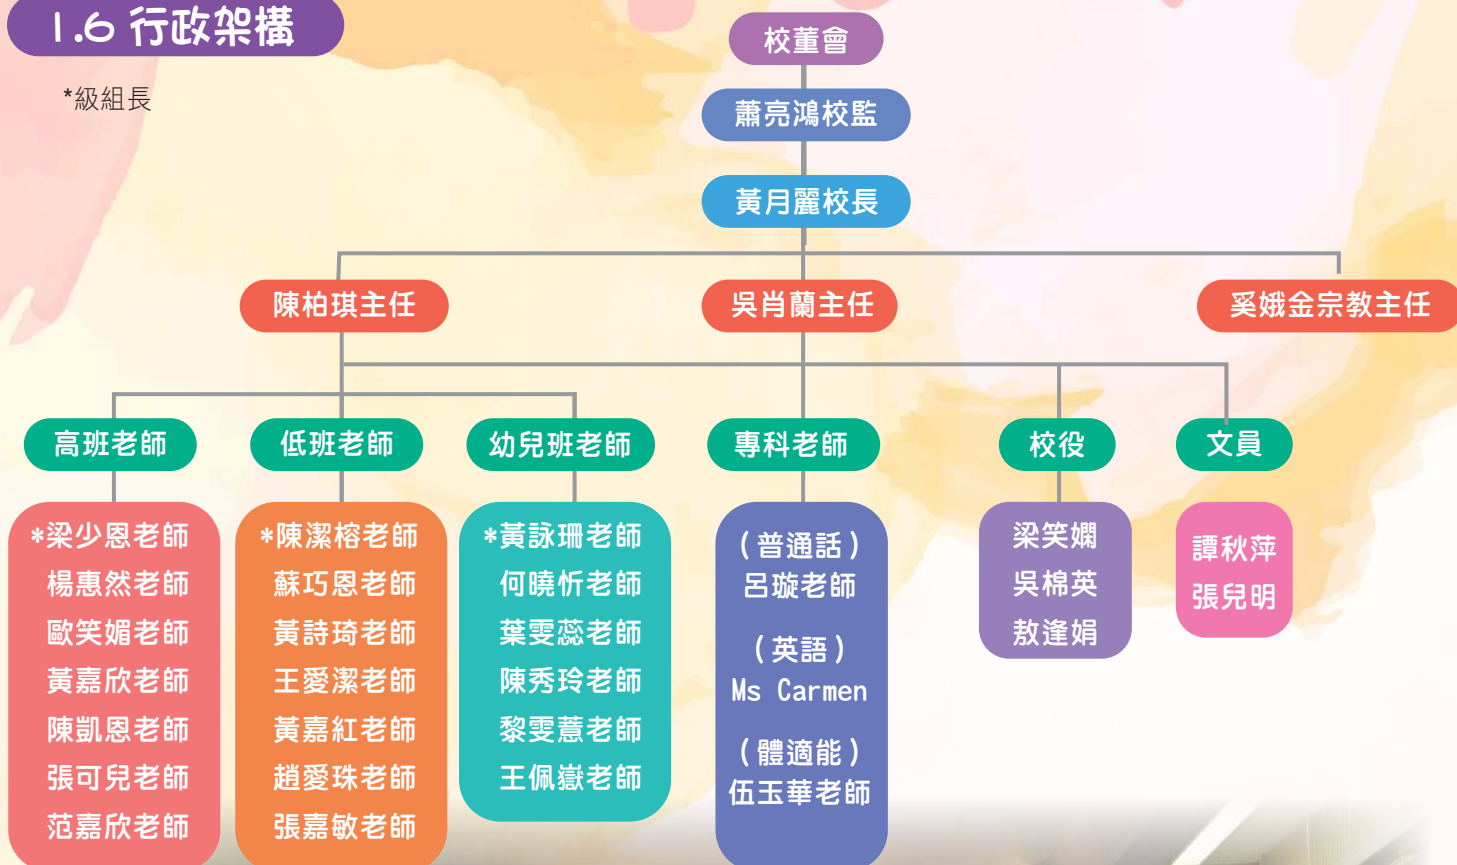 1.6 行政架構
*級組長
校董會
蕭亮鴻校監
黃月麗校長
陳柏琪主任
吳肖蘭主任
奚娥金宗教主任
高班老師
低班老師
幼兒班老師
專科老師
校役
文員
*梁少恩老師
楊惠然老師
歐笑媚老師
黃嘉欣老師
陳凱恩老師
張可兒老師
范嘉欣老師
*陳潔榕老師
蘇巧恩老師
黃詩琦老師
王愛潔老師
黃嘉紅老師
趙愛珠老師
張嘉敏老師
*黃詠珊老師
何曉忻老師
葉雯蕊老師
陳秀玲老師
黎雯薏老師
王佩嶽老師
（普通話）
呂璇老師
（英語）
Ms Carmen
（體適能）
伍玉華老師
梁笑嫻
吳棉英
敖逢娟
譚秋萍
張兒明